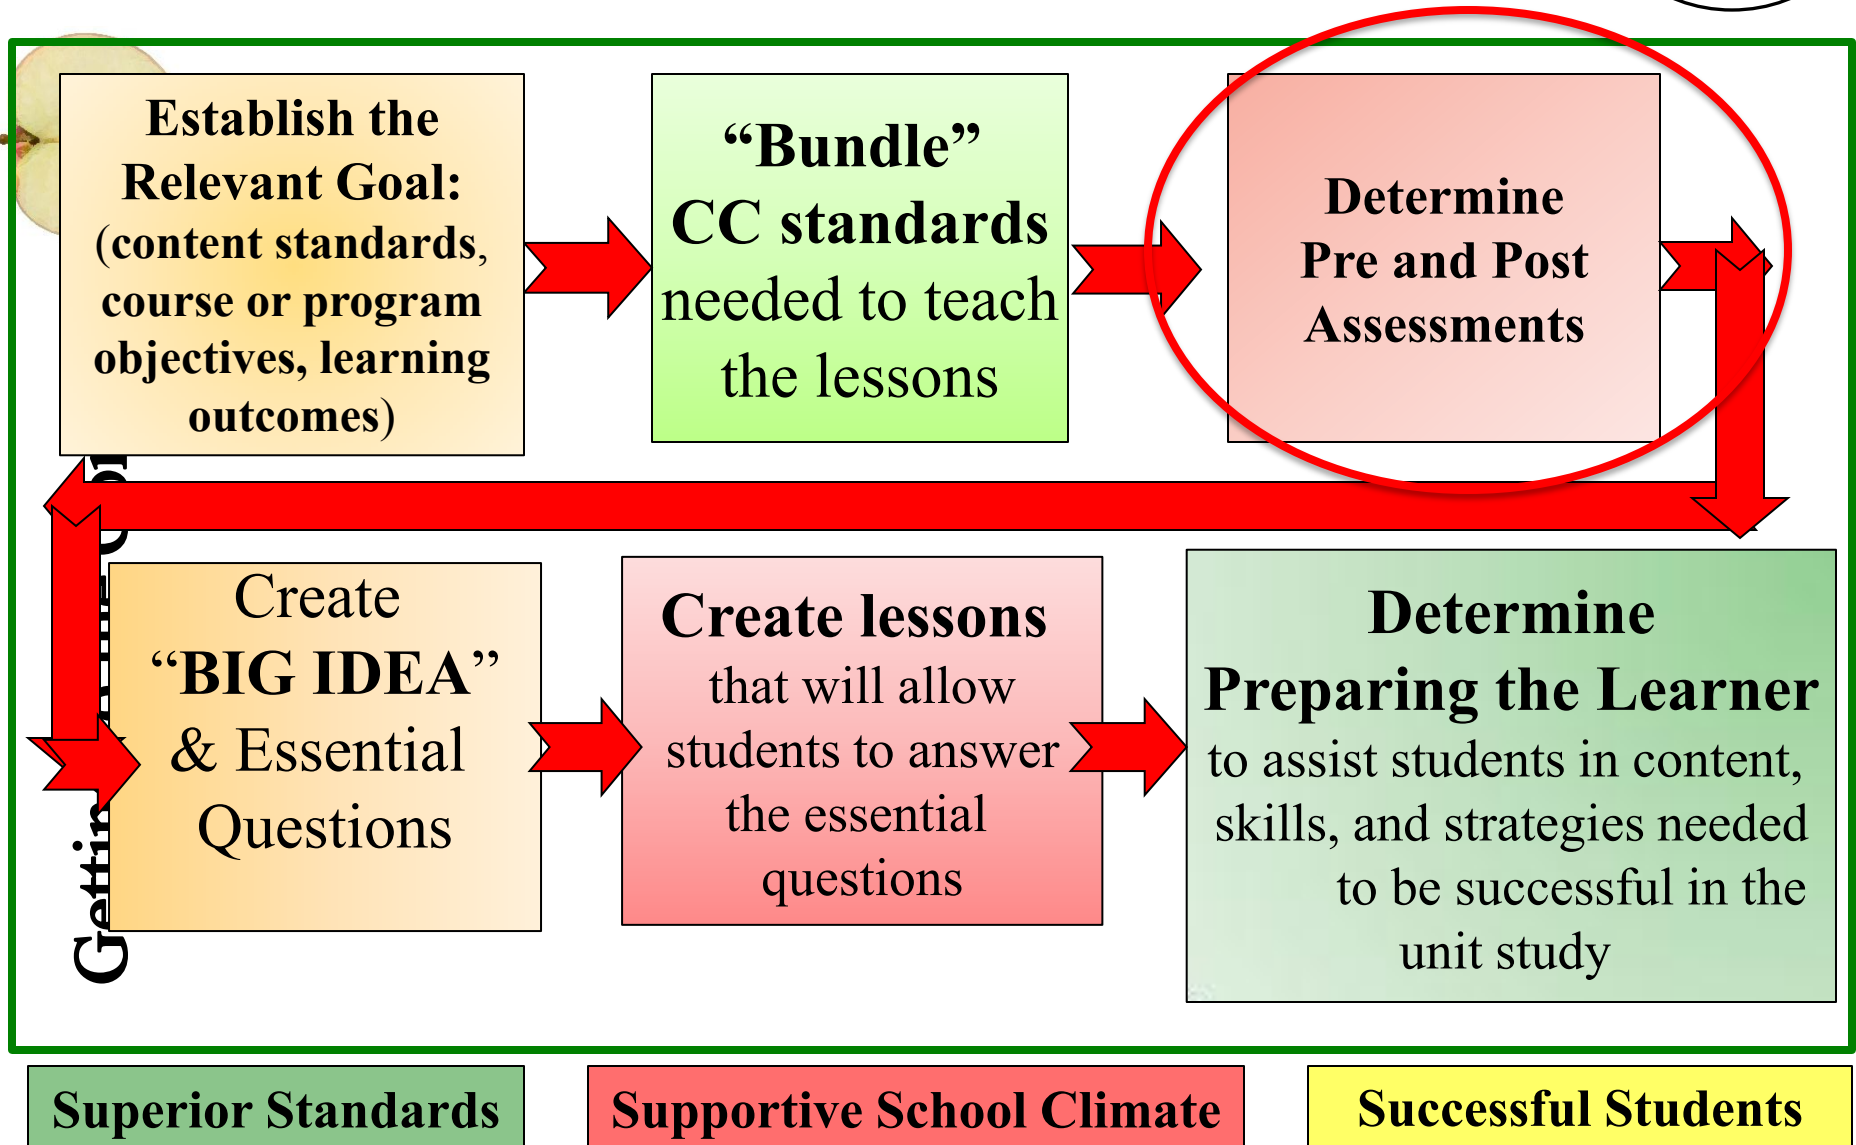 Establish the
Relevant Goal:
(content standards,
course or program
objectives, learning
outcomes)
“Bundle”
CC standards
needed to teach
the lessons
Determine
Pre and Post
Assessments
Create
“BIG IDEA”
& Essential
Questions
Create lessons
that will allow
students to answer
the essential
questions
Determine
Preparing the Learner
to assist students in content,
skills, and strategies needed
to be successful in the
unit study
Superior Standards
Supportive School Climate
Successful Students